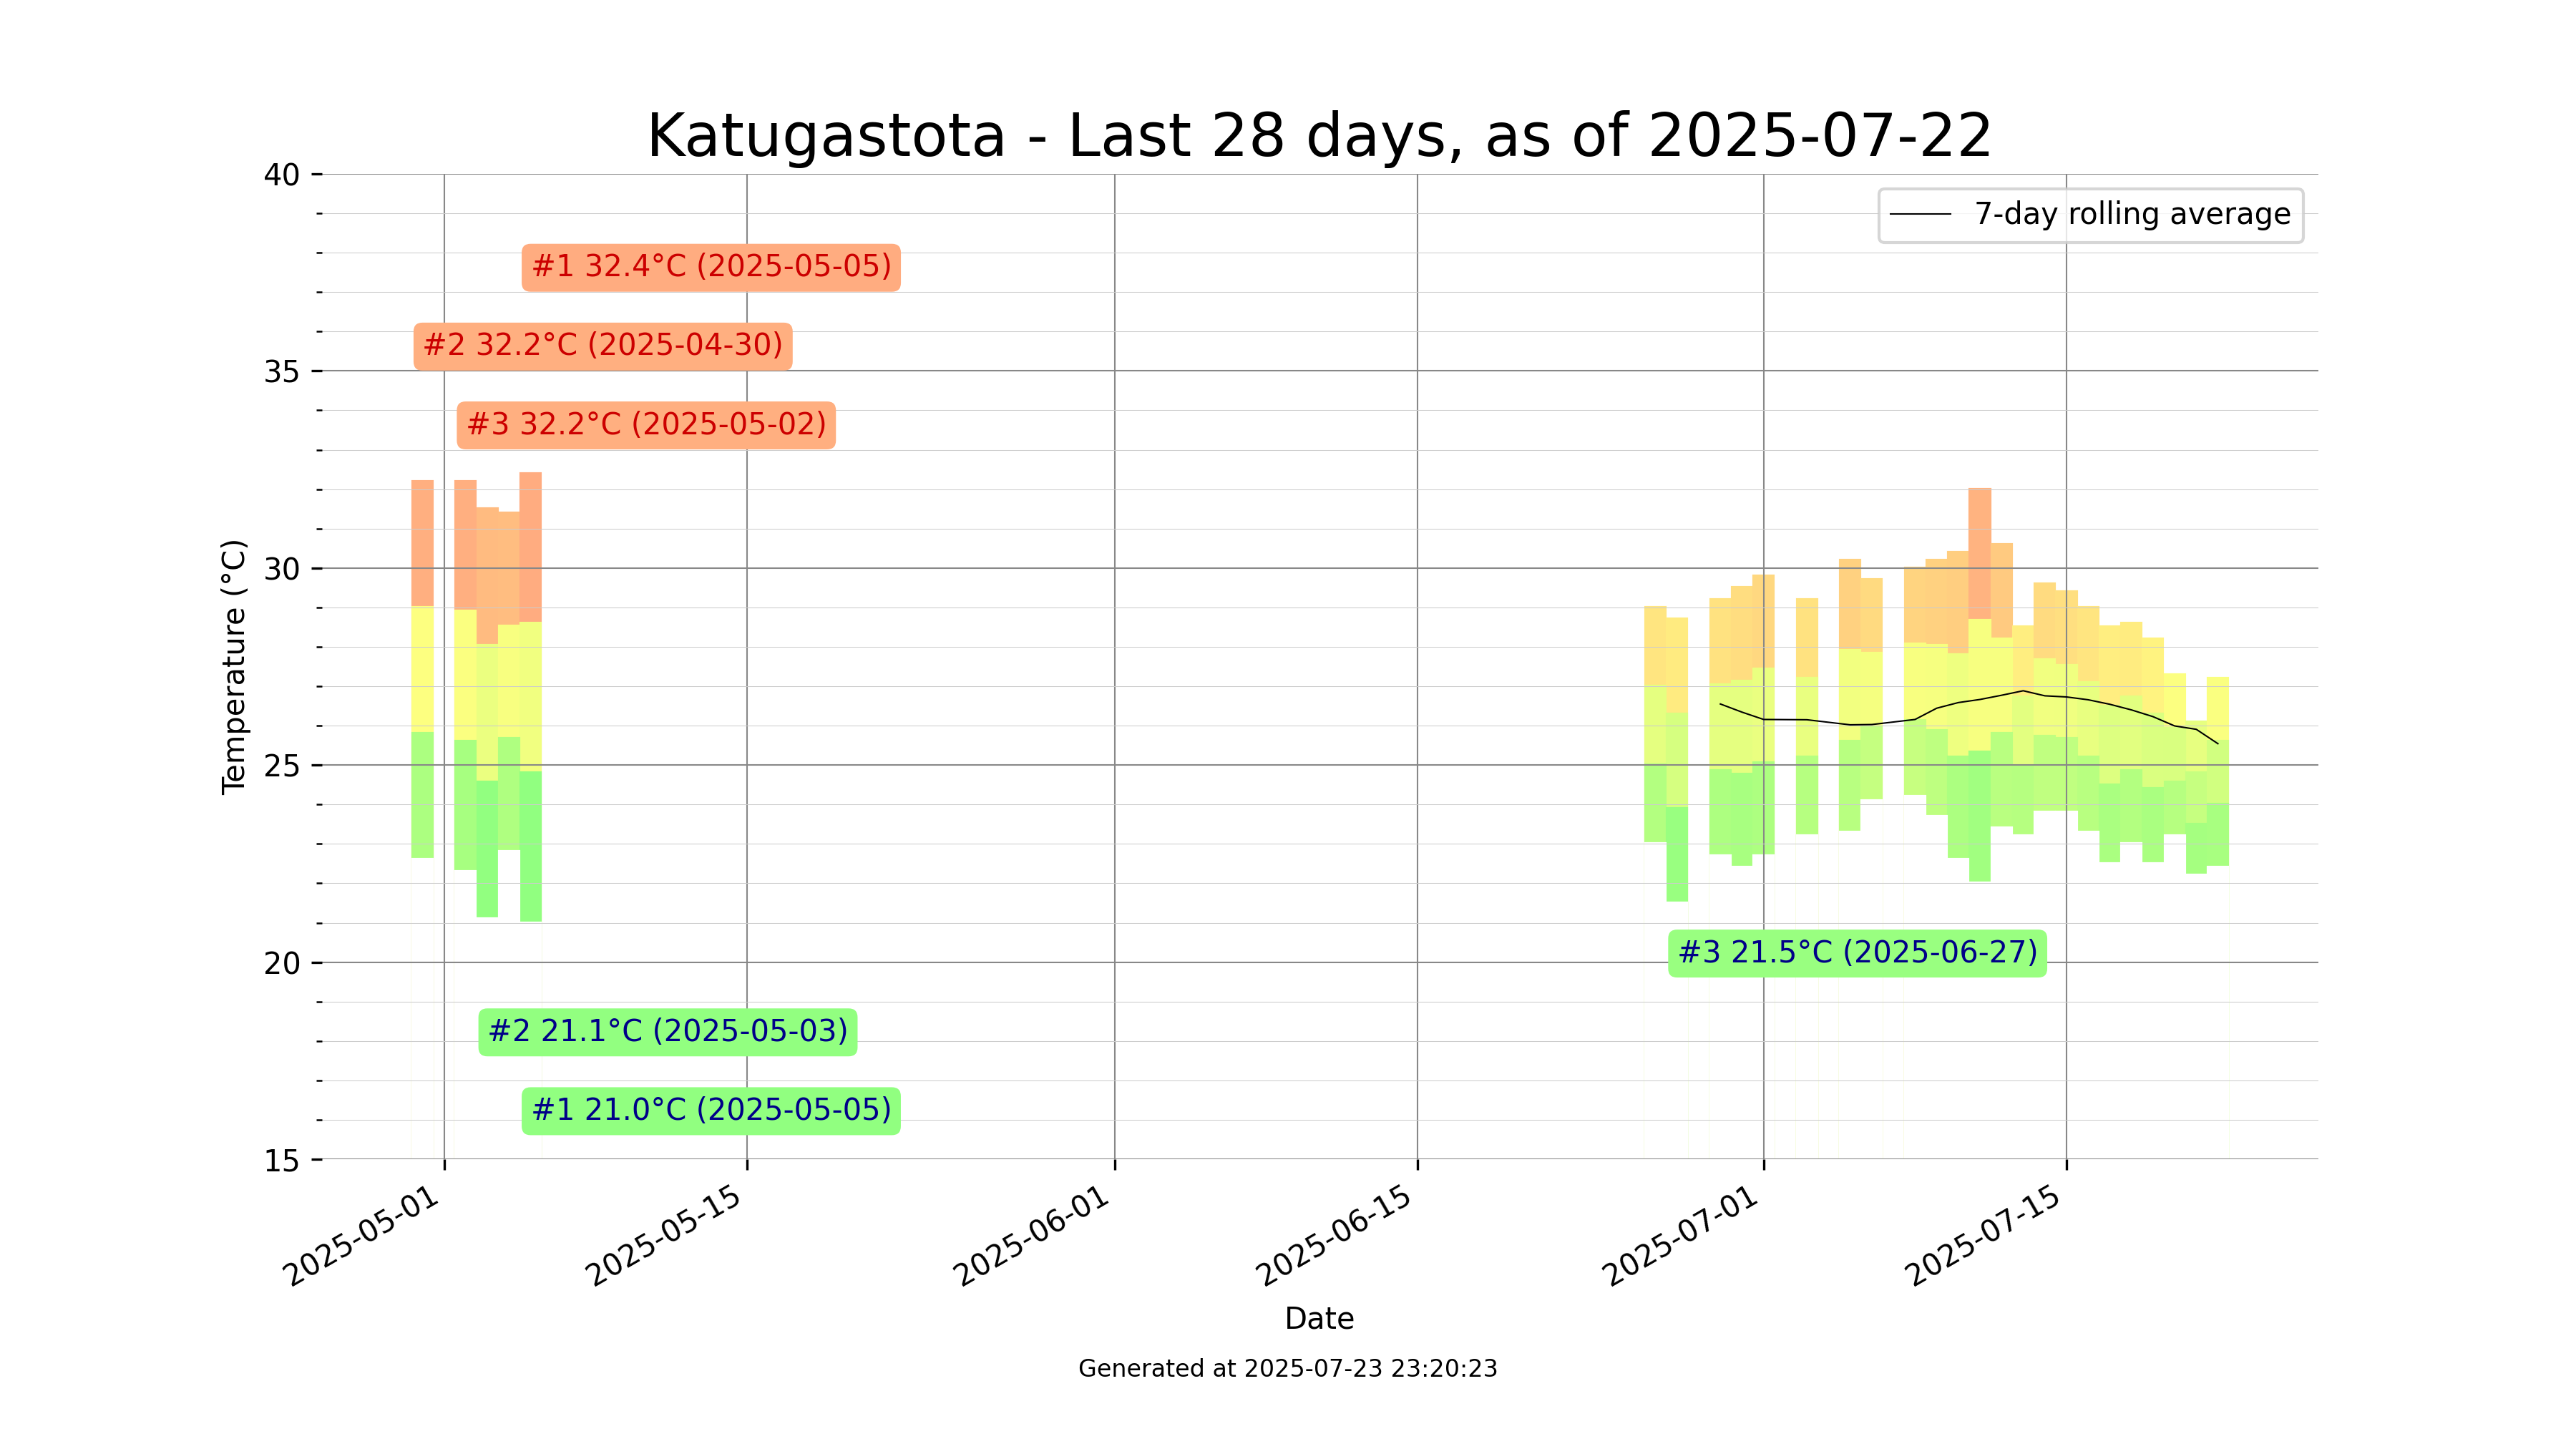 Katugastota - Last 28 days, as of 2025-07-22
7-day rolling average
#1 32.4°C (2025-05-05)
#2 32.2°C (2025-04-30)
#3 32.2°C (2025-05-02)
#3 21.5°C (2025-06-27)
#2 21.1°C (2025-05-03)
#1 21.0°C (2025-05-05)
Temperature (°C)
40
35
30
25
20
15
2025-05-01
2025-05-15
2025-06-01
2025-06-15
2025-07-01
2025-07-15
Date
Generated at 2025-07-23 23:20:23